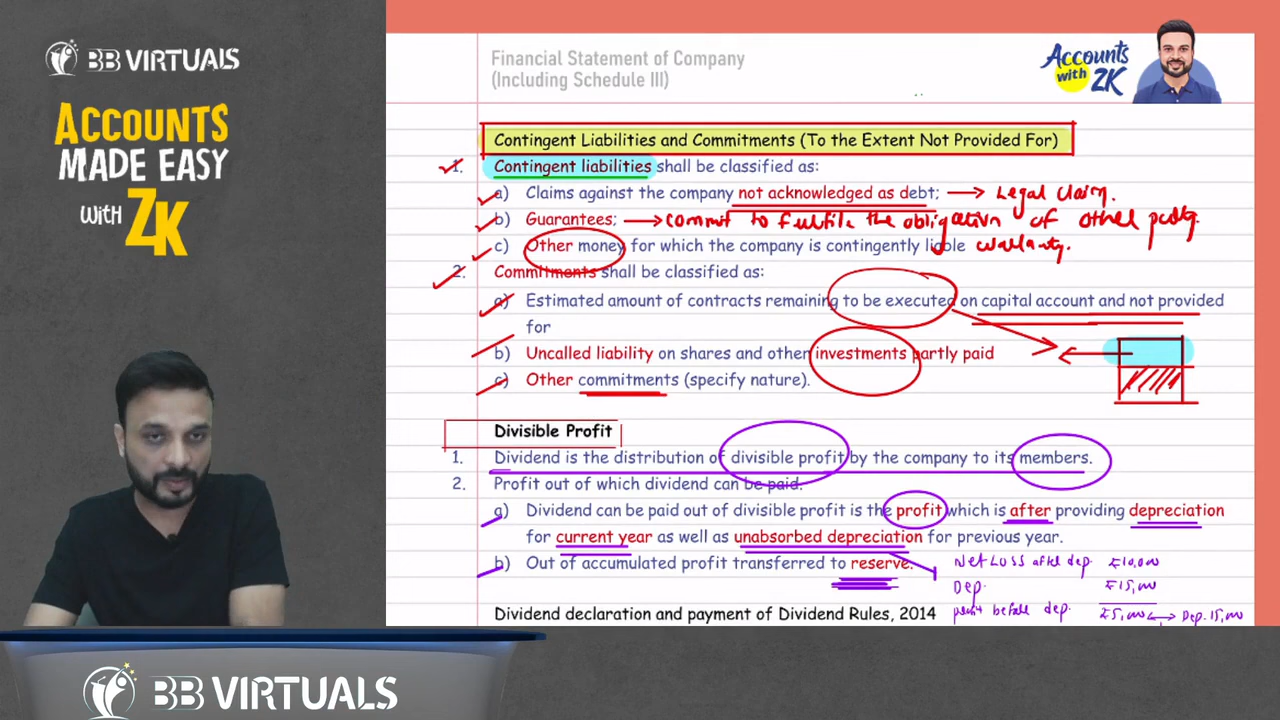 BB VIRTUALS
ACCOUNTS
MADE EASY
WITH ZK
Financial Statement of Company
(Including Schedule III)
Accounts
with ZK
Contingent Liabilities and Commitments (To the Extent Not Provided For)
1. Contingent liabilities shall be classified as:
a) Claims against the company not acknowledged as debt; → Legal claim.
b) Guarantees; → commit to fulfile the obligation of other party.
c) Other money for which the company is contingently liable warranty.
2. Commitments shall be classified as:
a) Estimated amount of contracts remaining to be executed on capital account and not provided
for
b) Uncalled liability on shares and other investments partly paid
c) Other commitments (specify nature).
Divisible Profit
1. Dividend is the distribution of divisible profit by the company to its members.
2. Profit out of which dividend can be paid.
a) Dividend can be paid out of divisible profit is the profit which is after providing depreciation
for current year as well as unabsorbed depreciation for previous year.
b) Out of accumulated profit transferred to reserve.
Net Loss after dep. ₹10,000
Dep. ₹15,000
profit before dep. ₹5,000 → Dep. 15,000
Dividend declaration and payment of Dividend Rules, 2014
BB VIRTUALS